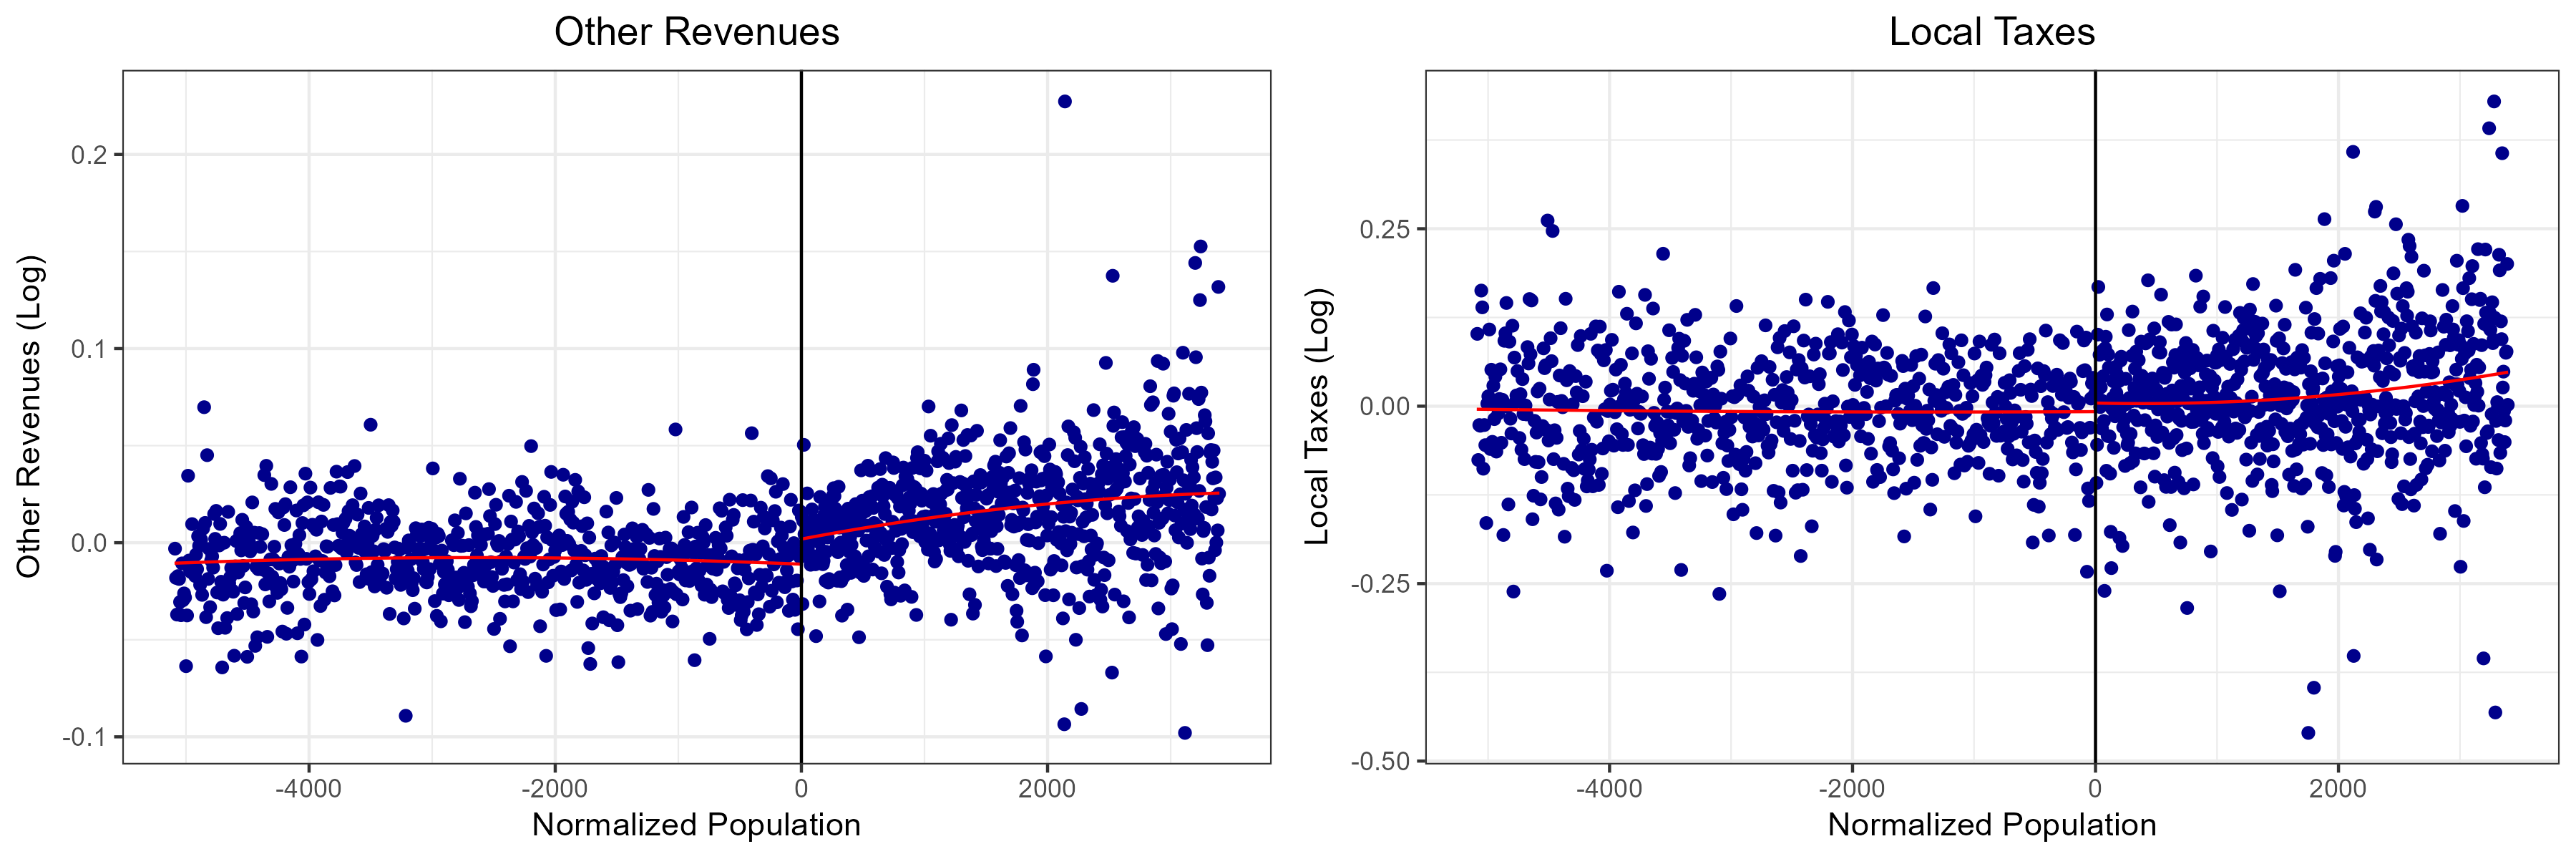 Other Revenues
Other Revenues (Log)
0.2
0.1
0.0
-0.1
-4000
-2000
0
2000
Normalized Population
Local Taxes
Local Taxes (Log)
0.25
0.00
-0.25
-0.50
-4000
-2000
0
2000
Normalized Population